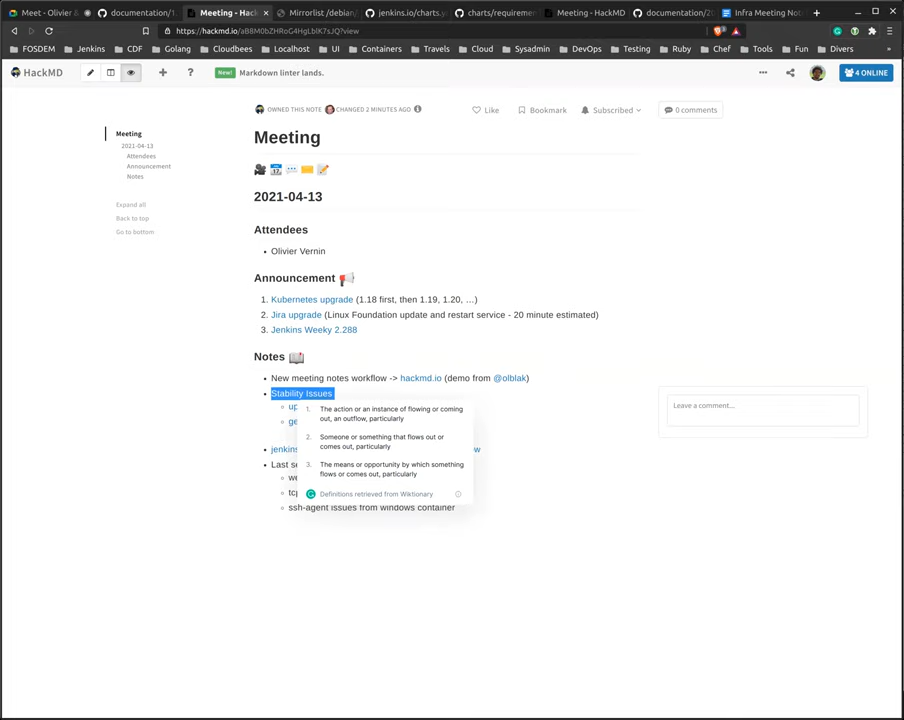 Meet - Olivier &
documentation/1.
Meeting - Hac
Mirrorlist /debian/
jenkins.io/charts.y
charts/requireme
Meeting - HackMD
documentation/2
Infra Meeting Not
https://hackmd.io/aB8M0bZHRoG4HgLblK7sJQ?view
FOSDEM Jenkins CDF Golang Cloudbees Localhost UI Containers Travels Cloud Sysadmin DevOps Testing Ruby Chef Tools Fun Divers »
HackMD
New! Markdown linter lands.
4 ONLINE
OWNED THIS NOTE CHANGED 2 MINUTES AGO
Like Bookmark Subscribed
0 comments
Meeting
2021-04-13
Attendees
Announcement
Notes
Expand all
Back to top
Go to bottom
Meeting
2021-04-13
Attendees
• Olivier Vernin
Announcement
1. Kubernetes upgrade (1.18 first, then 1.19, 1.20, …)
2. Jira upgrade (Linux Foundation update and restart service - 20 minute estimated)
3. Jenkins Weeky 2.288
Notes
• New meeting notes workflow -> hackmd.io (demo from @olblak)
• Stability Issues
up
ge
jenkins
w
Last se
we
tcp
ssh-agent issues from windows container
1. The action or an instance of flowing or coming
out, an outflow, particularly
2. Someone or something that flows out or
comes out, particularly
3. The means or opportunity by which something
flows or comes out, particularly
Definitions retrieved from Wiktionary
Leave a comment...